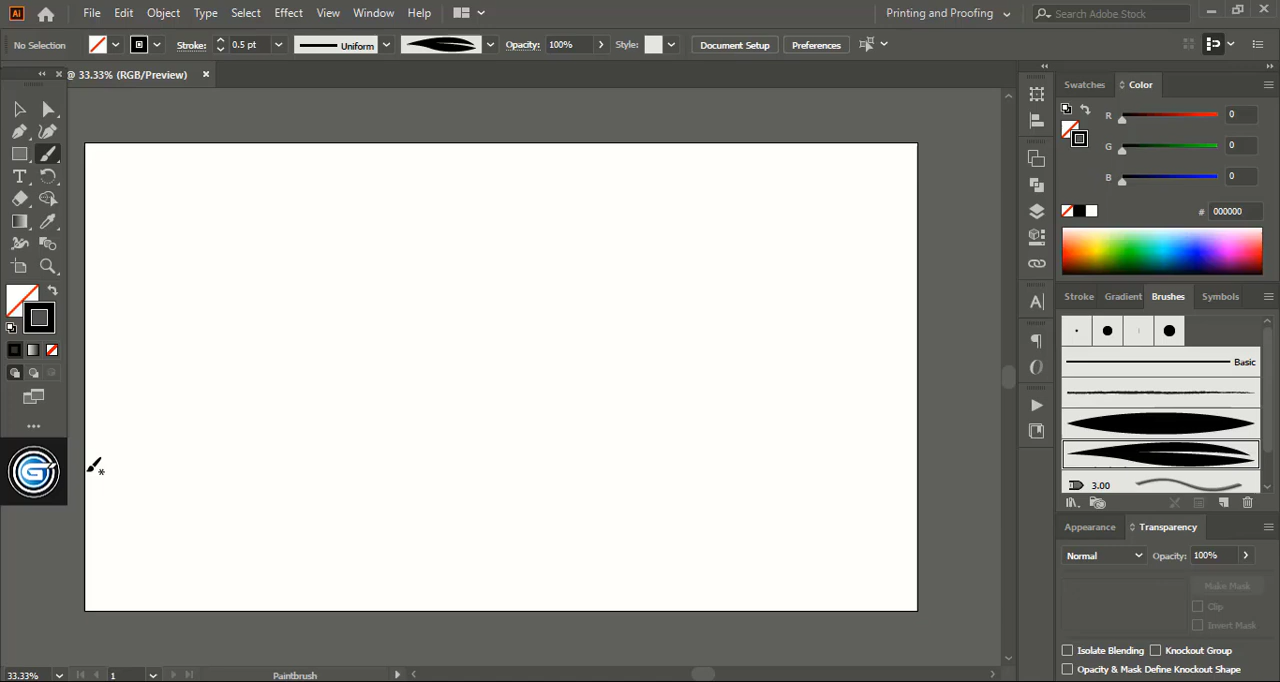 Ai File Edit Object Type Select Effect View Window Help Printing and Proofing Search Adobe Stock
No Selection Stroke: 0.5 pt Uniform Opacity: 100% Style: Document Setup Preferences
@ 33.33% (RGB/Preview)
Swatches Color
R 0
G 0
B 0
# 000000
Stroke Gradient Brushes Symbols
Basic
3.00
Appearance Transparency
Normal Opacity: 100%
Make Mask
Clip
Invert Mask
Isolate Blending Knockout Group
Opacity & Mask Define Knockout Shape
33.33% 1 Paintbrush